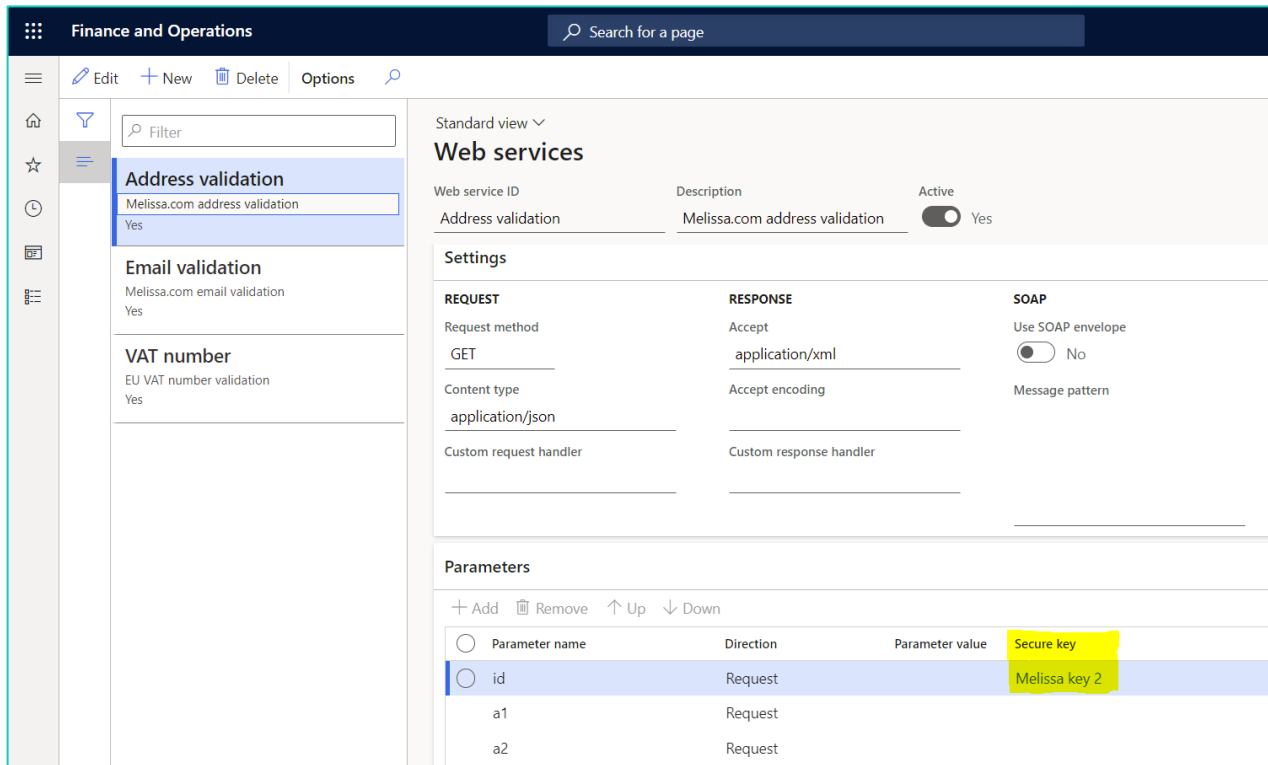 Finance and Operations
Search for a page
Edit New Delete Options
Filter
Address validation
Melissa.com address validation
Yes
Email validation
Melissa.com email validation
Yes
VAT number
EU VAT number validation
Yes
Standard view
Web services
Web service ID Description Active
Address validation Melissa.com address validation Yes
Settings
REQUEST RESPONSE SOAP
Request method Accept Use SOAP envelope
GET application/xml No
Content type Accept encoding Message pattern
application/json
Custom request handler Custom response handler
Parameters
Add Remove Up Down
Parameter name Direction Parameter value Secure key
id Request Melissa key 2
a1 Request
a2 Request